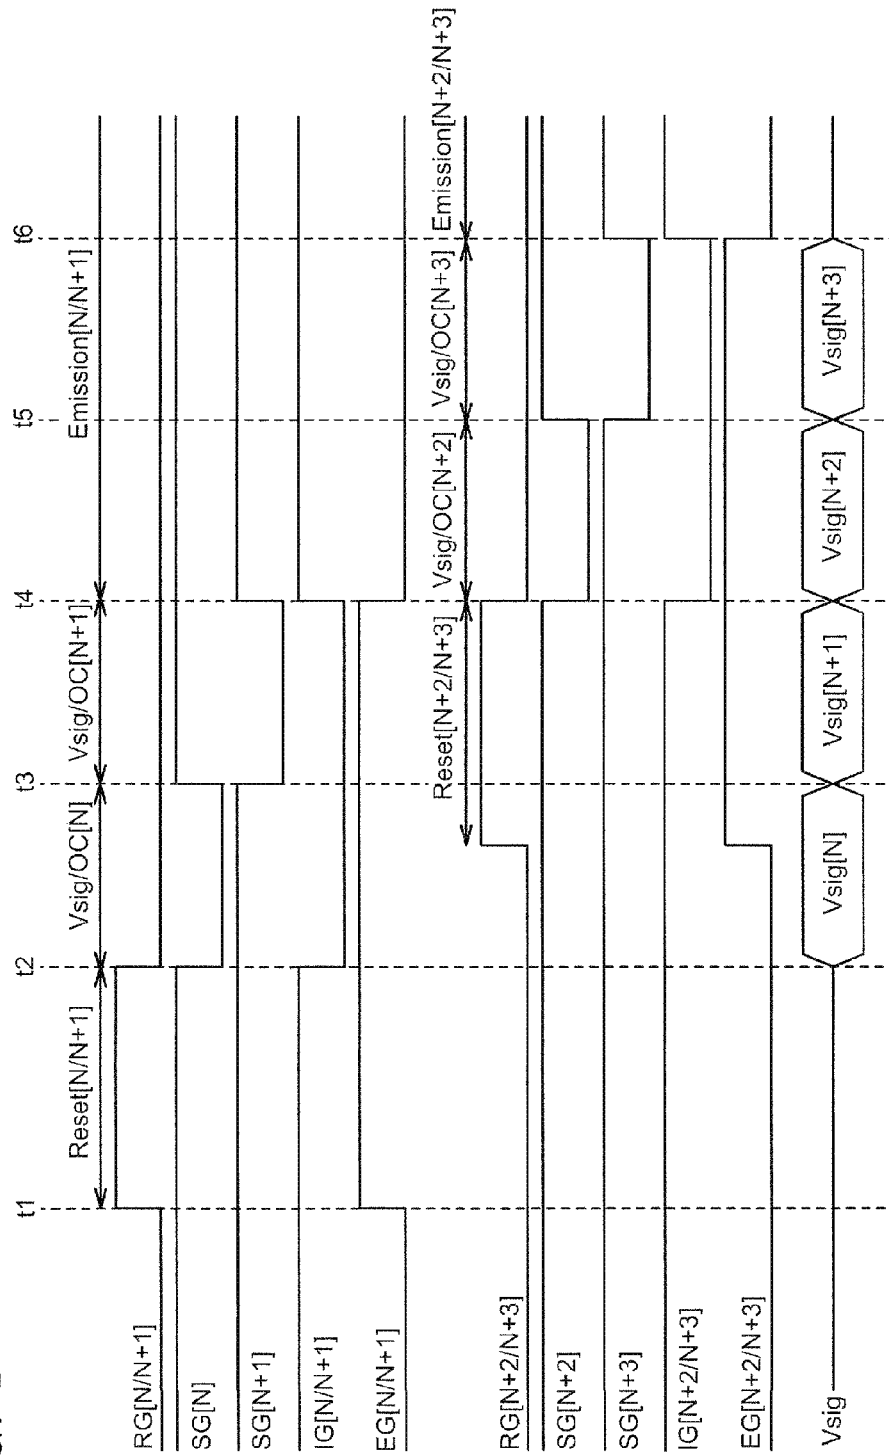 t1
t2
t3
t4
t5
t6
Reset[N/N+1]
Vsig/OC[N]
Vsig/OC[N+1]
Emission[N/N+1]
RG[N/N+1]
SG[N]
SG[N+1]
IG[N/N+1]
EG[N/N+1]
Reset[N+2/N+3]
Vsig/OC[N+2]
Vsig/OC[N+3]
Emission[N+2/N+3]
RG[N+2/N+3]
SG[N+2]
SG[N+3]
IG[N+2/N+3]
EG[N+2/N+3]
Vsig
Vsig[N]
Vsig[N+1]
Vsig[N+2]
Vsig[N+3]